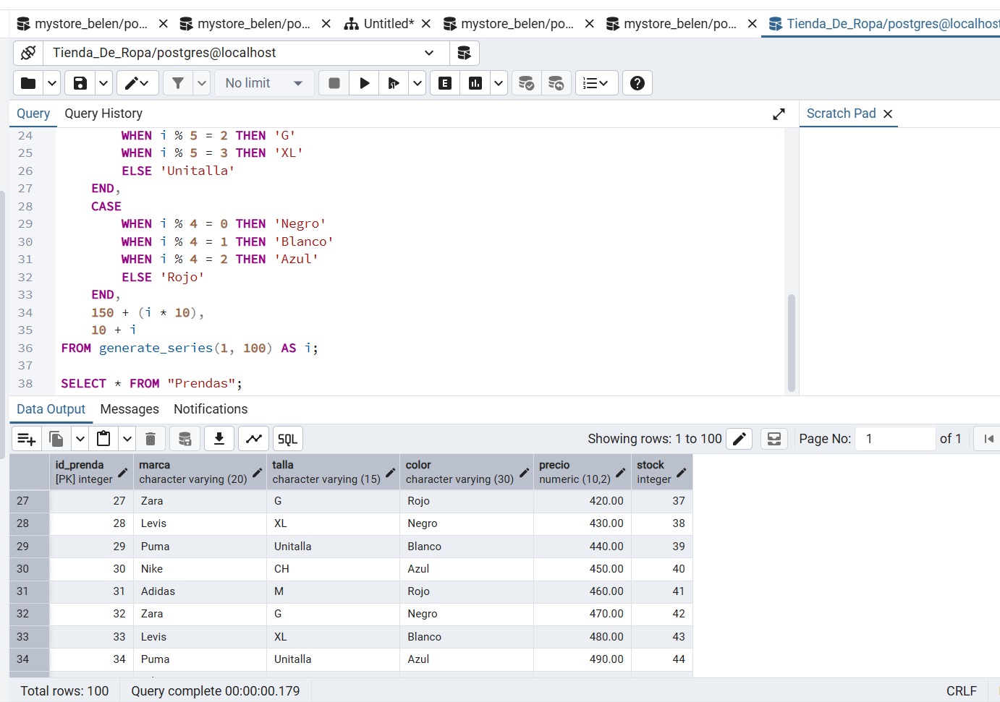 mystore_belen/po... mystore_belen/po... Untitled* mystore_belen/po... mystore_belen/po... Tienda_De_Ropa/postgres@localhost
Tienda_De_Ropa/postgres@localhost
No limit E
Query Query History Scratch Pad
24 WHEN i % 5 = 2 THEN 'G'
25 WHEN i % 5 = 3 THEN 'XL'
26 ELSE 'Unitalla'
27 END,
28 CASE
29 WHEN i % 4 = 0 THEN 'Negro'
30 WHEN i % 4 = 1 THEN 'Blanco'
31 WHEN i % 4 = 2 THEN 'Azul'
32 ELSE 'Rojo'
33 END,
34 150 + (i * 10),
35 10 + i
36 FROM generate_series(1, 100) AS i;
37
38 SELECT * FROM "Prendas";
Data Output Messages Notifications
SQL Showing rows: 1 to 100 Page No: 1 of 1
id_prenda marca talla color precio stock
[PK] integer character varying (20) character varying (15) character varying (30) numeric (10,2) integer
27 27 Zara G Rojo 420.00 37
28 28 Levis XL Negro 430.00 38
29 29 Puma Unitalla Blanco 440.00 39
30 30 Nike CH Azul 450.00 40
31 31 Adidas M Rojo 460.00 41
32 32 Zara G Negro 470.00 42
33 33 Levis XL Blanco 480.00 43
34 34 Puma Unitalla Azul 490.00 44
Total rows: 100 Query complete 00:00:00.179 CRLF